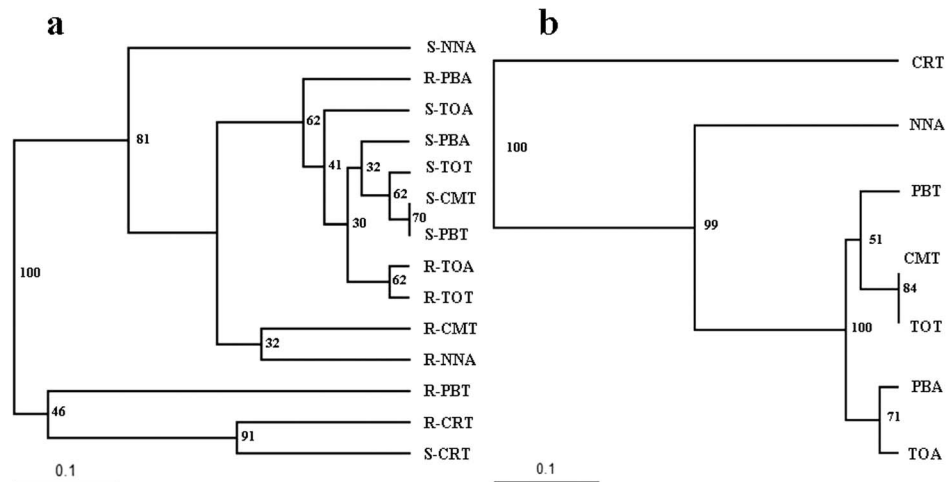 a
S-NNA
R-PBA
S-TOA
62
S-PBA
81
41
32
S-TOT
62
S-CMT
70
30
S-PBT
R-TOA
100
62
R-TOT
R-CMT
32
R-NNA
R-PBT
46
R-CRT
91
S-CRT
0.1
b
CRT
NNA
100
PBT
99
51
CMT
84
TOT
100
PBA
71
TOA
0.1